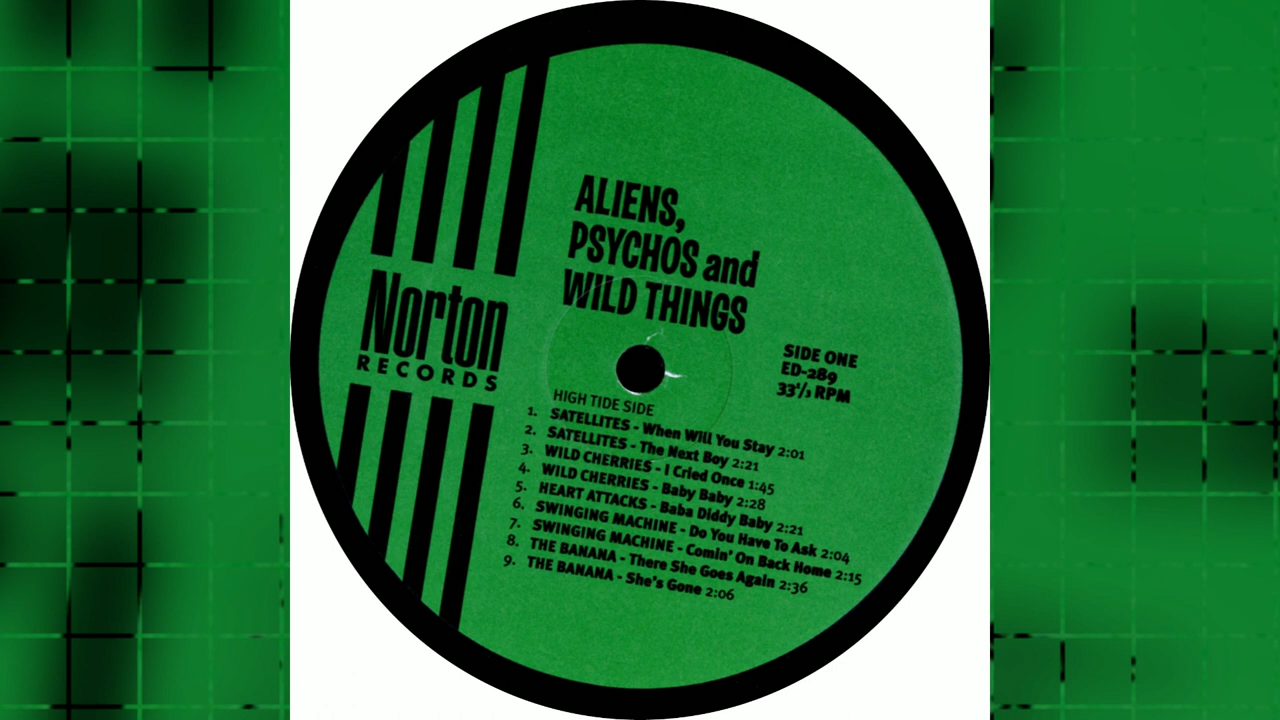 ALIENS,
PSYCHOS and
WILD THINGS
Norton
RECORDS
SIDE ONE
ED-289
33⅓ RPM
HIGH TIDE SIDE
1. SATELLITES - When Will You Stay 2:01
2. SATELLITES - The Next Boy 2:21
3. WILD CHERRIES - I Cried Once 1:45
4. WILD CHERRIES - Baby Baby 2:28
5. HEART ATTACKS - Baba Diddy Baby 2:21
6. SWINGING MACHINE - Do You Have To Ask 2:04
7. SWINGING MACHINE - Comin' On Back Home 2:15
8. THE BANANA - There She Goes Again 2:36
9. THE BANANA - She's Gone 2:06